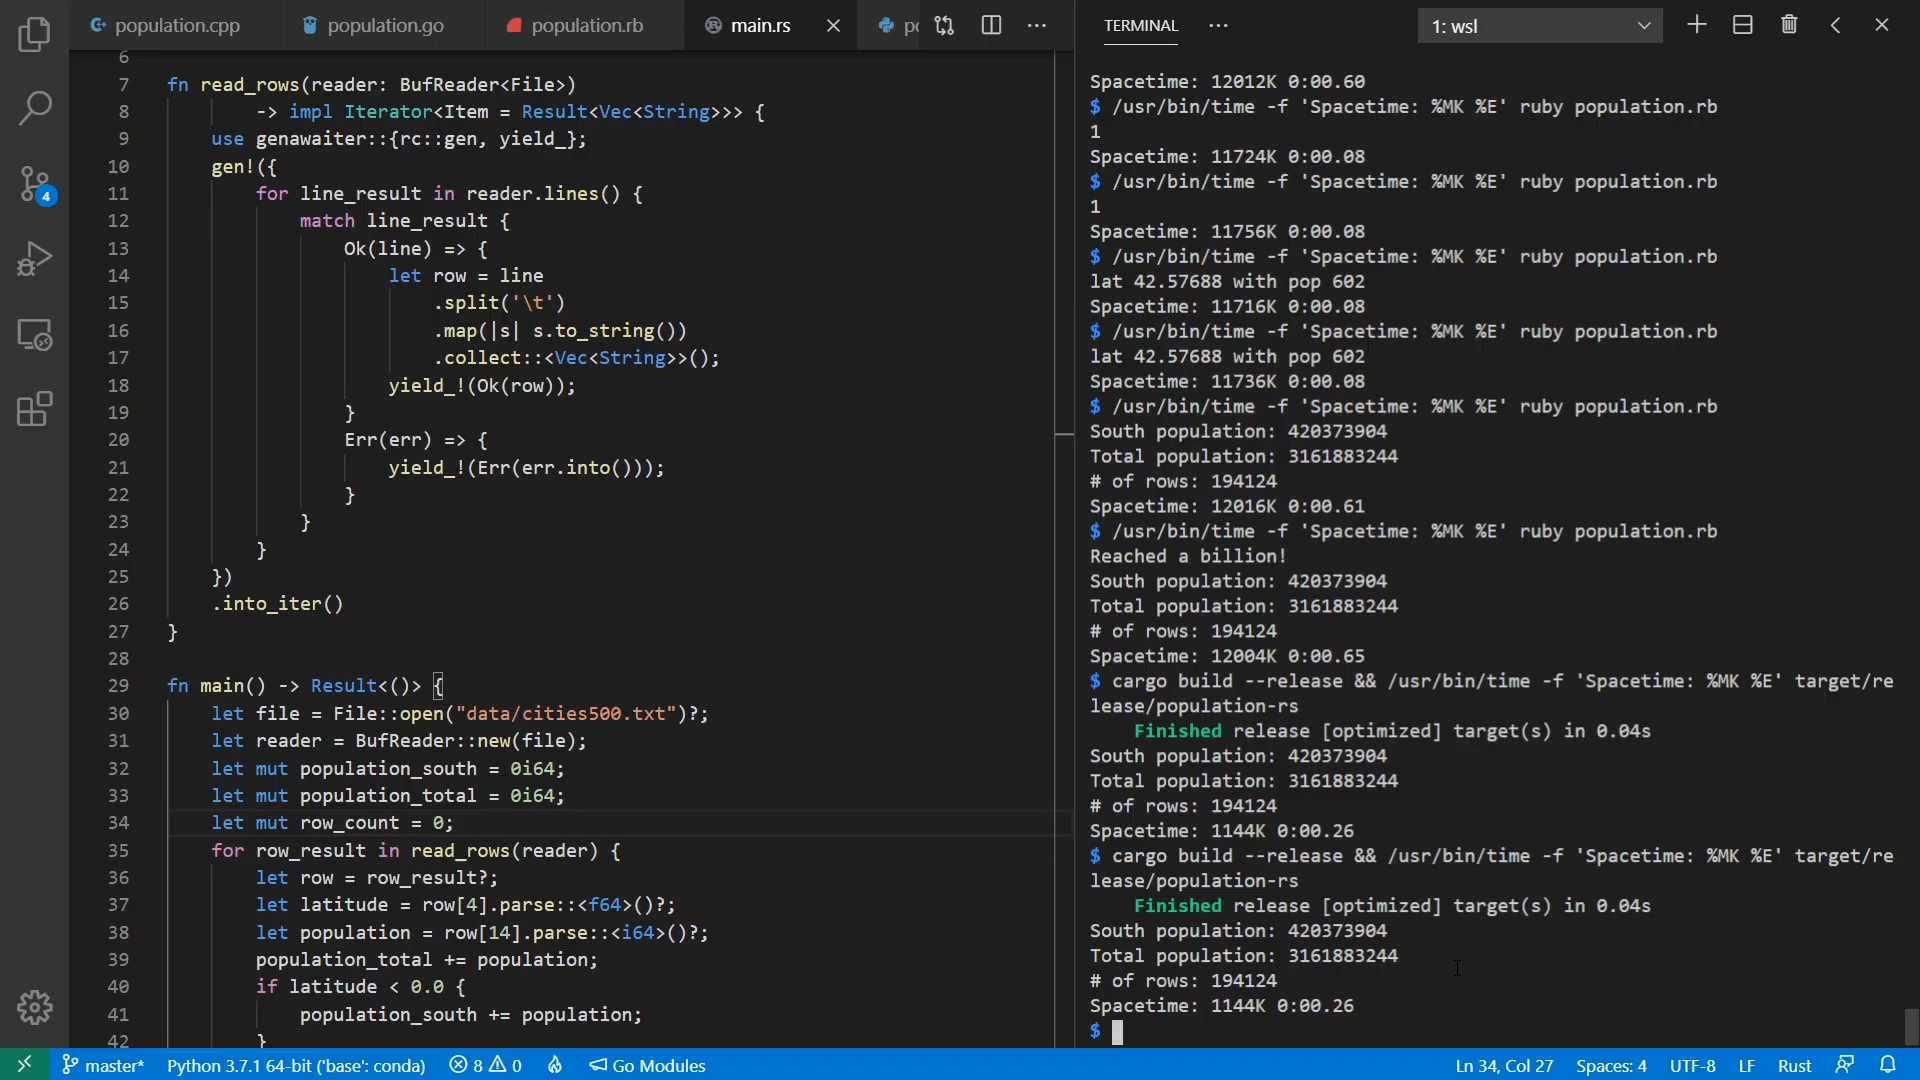 population.cpp
population.go
population.rb
main.rs
TERMINAL
1: wsl
4
6
7 fn read_rows(reader: BufReader<File>)
8 -> impl Iterator<Item = Result<Vec<String>>> {
9 use genawaiter::{rc::gen, yield_};
10 gen!({
11 for line_result in reader.lines() {
12 match line_result {
13 Ok(line) => {
14 let row = line
15 .split('\t')
16 .map(|s| s.to_string())
17 .collect::<Vec<String>>();
18 yield_!(Ok(row));
19 }
20 Err(err) => {
21 yield_!(Err(err.into()));
22 }
23 }
24 }
25 })
26 .into_iter()
27 }
28
29 fn main() -> Result<()> {
30 let file = File::open("data/cities500.txt")?;
31 let reader = BufReader::new(file);
32 let mut population_south = 0i64;
33 let mut population_total = 0i64;
34 let mut row_count = 0;
35 for row_result in read_rows(reader) {
36 let row = row_result?;
37 let latitude = row[4].parse::<f64>()?;
38 let population = row[14].parse::<i64>()?;
39 population_total += population;
40 if latitude < 0.0 {
41 population_south += population;
42 }
Spacetime: 12012K 0:00.60
$ /usr/bin/time -f 'Spacetime: %MK %E' ruby population.rb
1
Spacetime: 11724K 0:00.08
$ /usr/bin/time -f 'Spacetime: %MK %E' ruby population.rb
1
Spacetime: 11756K 0:00.08
$ /usr/bin/time -f 'Spacetime: %MK %E' ruby population.rb
lat 42.57688 with pop 602
Spacetime: 11716K 0:00.08
$ /usr/bin/time -f 'Spacetime: %MK %E' ruby population.rb
lat 42.57688 with pop 602
Spacetime: 11736K 0:00.08
$ /usr/bin/time -f 'Spacetime: %MK %E' ruby population.rb
South population: 420373904
Total population: 3161883244
# of rows: 194124
Spacetime: 12016K 0:00.61
$ /usr/bin/time -f 'Spacetime: %MK %E' ruby population.rb
Reached a billion!
South population: 420373904
Total population: 3161883244
# of rows: 194124
Spacetime: 12004K 0:00.65
$ cargo build --release && /usr/bin/time -f 'Spacetime: %MK %E' target/re
lease/population-rs
Finished release [optimized] target(s) in 0.04s
South population: 420373904
Total population: 3161883244
# of rows: 194124
Spacetime: 1144K 0:00.26
$ cargo build --release && /usr/bin/time -f 'Spacetime: %MK %E' target/re
lease/population-rs
Finished release [optimized] target(s) in 0.04s
South population: 420373904
Total population: 3161883244
# of rows: 194124
Spacetime: 1144K 0:00.26
$
master* Python 3.7.1 64-bit ('base': conda) 8 0 Go Modules Ln 34, Col 27 Spaces: 4 UTF-8 LF Rust